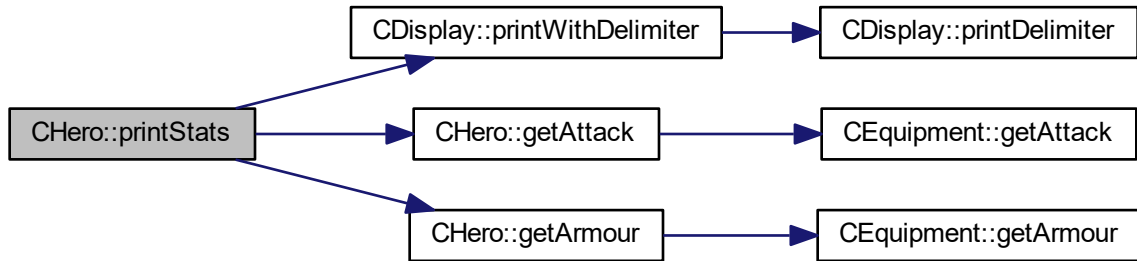 CDisplay::printWithDelimiter
CDisplay::printDelimiter
CHero::printStats
CHero::getAttack
CEquipment::getAttack
CHero::getArmour
CEquipment::getArmour